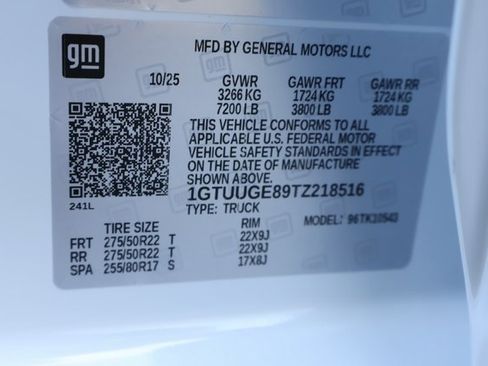 gm
MFD BY GENERAL MOTORS LLC
10/25 GVWR GAWR FRT GAWR RR
3266 KG 1724 KG 1724 KG
7200 LB 3800 LB 3800 LB
THIS VEHICLE CONFORMS TO ALL
APPLICABLE U.S. FEDERAL MOTOR
VEHICLE SAFETY STANDARDS IN EFFECT
ON THE DATE OF MANUFACTURE
SHOWN ABOVE.
1GTUUGE89TZ218516
241L
TYPE: TRUCK MODEL: 96TK10543
TIRE SIZE RIM
FRT 275/50R22 T 22X9J
RR 275/50R22 T 22X9J
SPA 255/80R17 S 17X8J